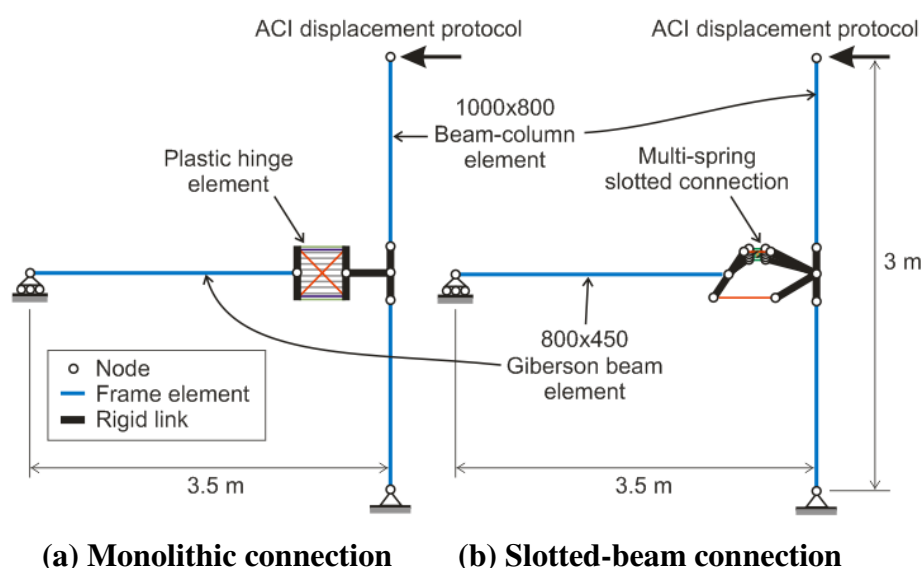 ACI displacement protocol
ACI displacement protocol
1000x800
Beam-column
element
Plastic hinge
element
Multi-spring
slotted connection
3 m
800x450
Giberson beam
element
Node
Frame element
Rigid link
3.5 m
3.5 m
(a) Monolithic connection
(b) Slotted-beam connection